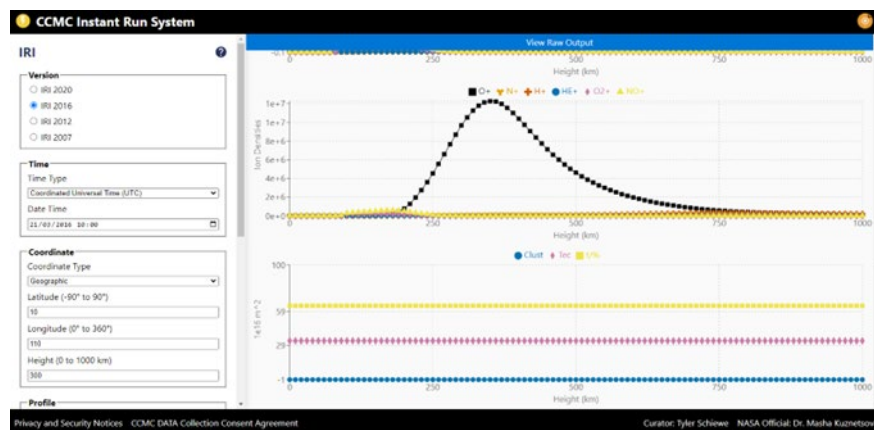 CCMC Instant Run System
IRI
Version
IRI 2020
IRI 2016
IRI 2012
IRI 2007
Time
Time Type
Coordinated Universal Time (UTC)
Date Time
21/03/2016 10:00
Coordinate
Coordinate Type
Geographic
Latitude (-90° to 90°)
10
Longitude (0° to 360°)
110
Height (0 to 1000 km)
300
Profile
View Raw Output
0 250 500 750 1000
Height (km)
O+ N+ H+ HE+ O2+ NO+
Ion Densities
1e+7
1e+7
8e+6
6e+6
4e+6
2e+6
0e+0
0 250 500 750 1000
Height (km)
Clust Tec t/%
1e16 m^2
100
59
29
-1
0 250 500 750 1000
Height (km)
Privacy and Security Notices CCMC DATA Collection Consent Agreement
Curator: Tyler Schiewe NASA Official: Dr. Masha Kuznetsov